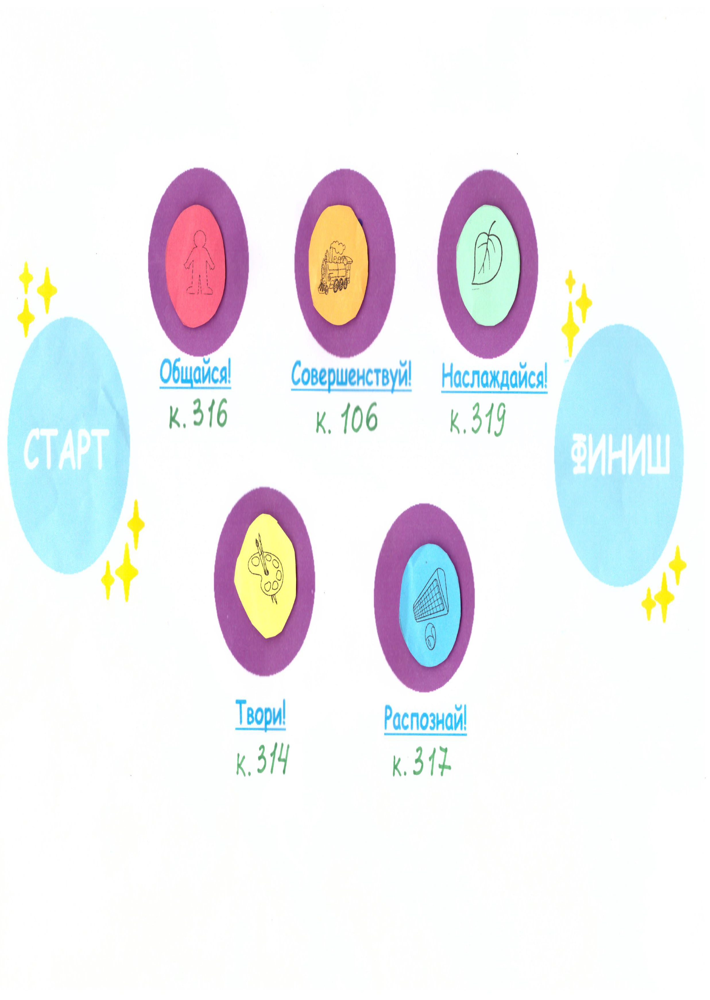 Общайся!
к. 316
Совершенствуй!
к. 106
Наслаждайся!
к. 319
СТАРТ
ФИНИШ
Твори!
к. 314
Распознай!
к. 317